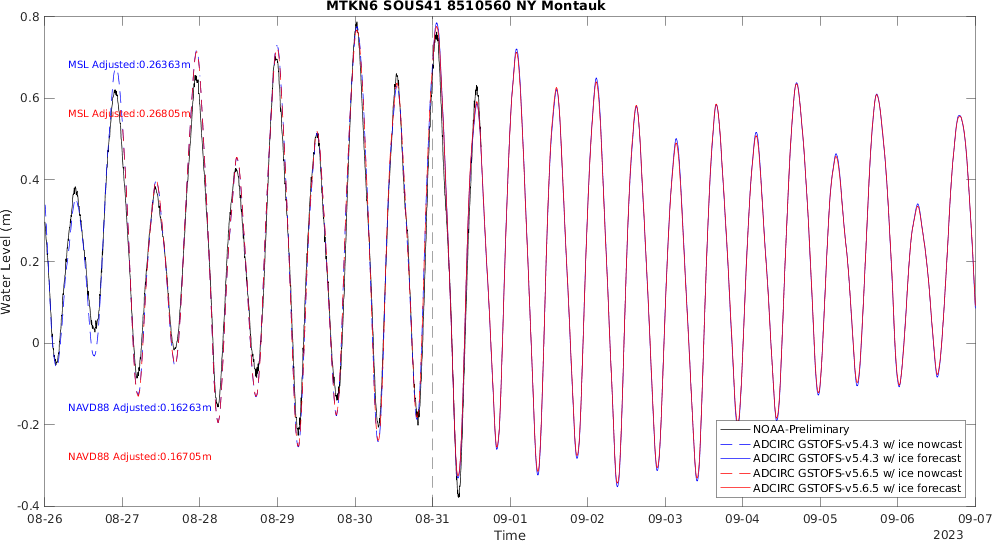 MTKN6 SOUS41 8510560 NY Montauk
0.8
0.6
0.4
0.2
0
-0.2
-0.4
Water Level (m)
MSL Adjusted:0.26363m
MSL Adjusted:0.26805m
NAVD88 Adjusted:0.16263m
NAVD88 Adjusted:0.16705m
NOAA-Preliminary
ADCIRC GSTOFS-v5.4.3 w/ ice nowcast
ADCIRC GSTOFS-v5.4.3 w/ ice forecast
ADCIRC GSTOFS-v5.6.5 w/ ice nowcast
ADCIRC GSTOFS-v5.6.5 w/ ice forecast
08-26 08-27 08-28 08-29 08-30 08-31 09-01 09-02 09-03 09-04 09-05 09-06 09-07
Time
2023